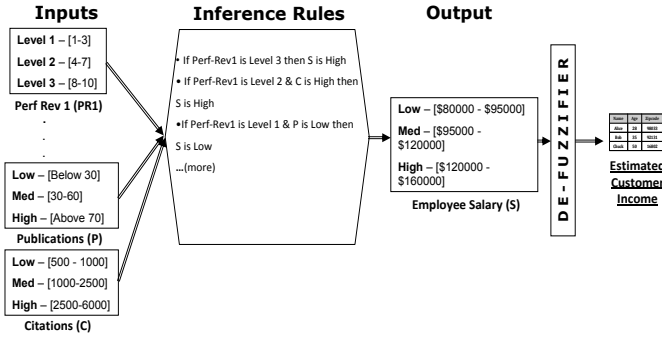 Inputs
Inference Rules
Output
Level 1 – [1-3]
Level 2 – [4-7]
Level 3 – [8-10]
Perf Rev 1 (PR1)
.
.
.
Low – [Below 30]
Med – [30-60]
High – [Above 70]
Publications (P)
Low – [500 - 1000]
Med – [1000-2500]
High – [2500-6000]
Citations (C)
• If Perf-Rev1 is Level 3 then S is High
• If Perf-Rev1 is Level 2 & C is High then
S is High
•If Perf-Rev1 is Level 1 & P is Low then
S is Low
...(more)
Low – [$80000 - $95000]
Med – [$95000 -
$120000]
High – [$120000 -
$160000]
Employee Salary (S)
DE-FUZZIFIER
Name Age Zipcode
Alice 28
Bob 35
Chuck 59
Estimated
Customer
Income